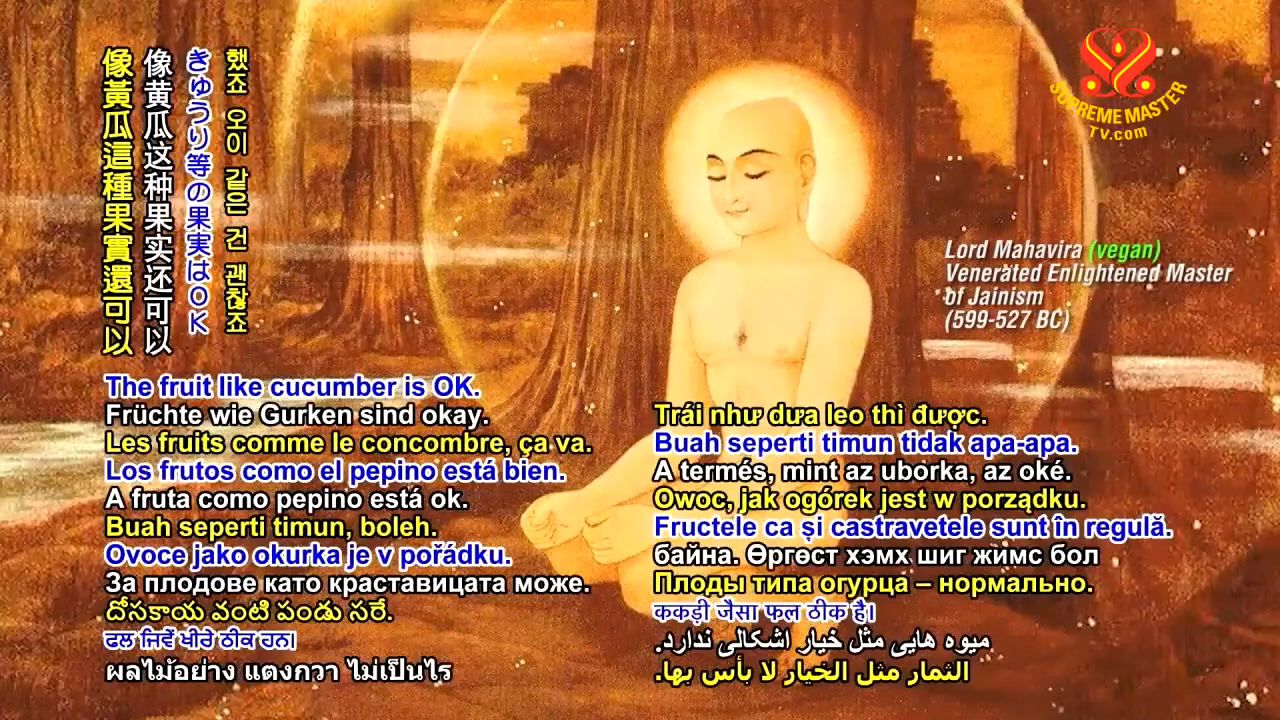 像黃瓜這種果實還可以
像黄瓜这种果实还可以
きゅうり等の果実はOK
했죠 오이 같은 건 괜찮죠
SUPREME MASTER
TV.com
Lord Mahavira (vegan)
Venerated Enlightened Master
of Jainism
(599-527 BC)
The fruit like cucumber is OK.
Früchte wie Gurken sind okay.
Les fruits comme le concombre, ça va.
Los frutos como el pepino está bien.
A fruta como pepino está ok.
Buah seperti timun, boleh.
Ovoce jako okurka je v pořádku.
За плодове като краставицата може.
దోసకాయ వంటి పండు సరే.
ਫਲ ਜਿਵੇਂ ਖੀਰੇ ਠੀਕ ਹਨ।
ผลไม้อย่าง แตงกวา ไม่เป็นไร
Trái như dưa leo thì được.
Buah seperti timun tidak apa-apa.
A termés, mint az uborka, az oké.
Owoc, jak ogórek jest w porządku.
Fructele ca și castravetele sunt în regulă.
байна. Өргөст хэмх шиг жимс бол
Плоды типа огурца – нормально.
ककड़ी जैसा फल ठीक है।
میوه هایی مثل خیار اشکالی ندارد.
الثمار مثل الخيار لا بأس بها.